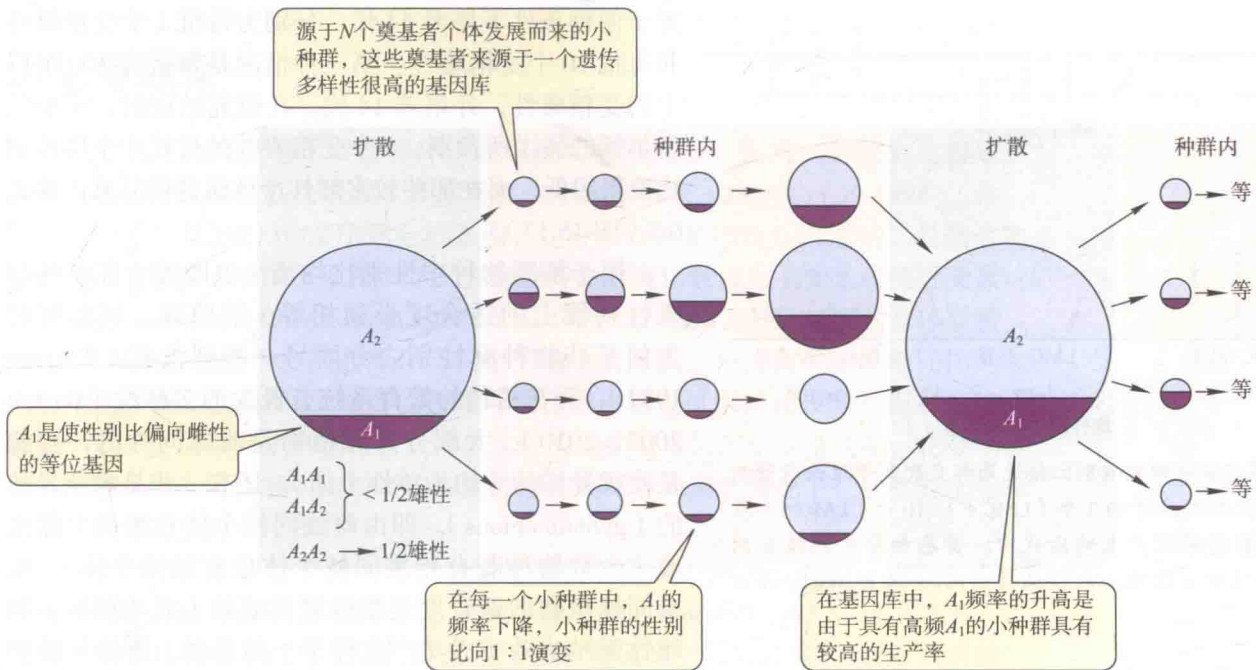 源于N个奠基者个体发展而来的小
种群，这些奠基者来源于一个遗传
多样性很高的基因库
扩散
种群内
扩散
种群内
等
等
等
等
A₂
A₁
A₂
A₁
A₁是使性别比偏向雌性
的等位基因
A₁A₁
A₁A₂
< 1/2雄性
A₂A₂
1/2雄性
在每一个小种群中，A₁的
频率下降，小种群的性别
比向1:1演变
在基因库中，A₁频率的升高是
由于具有高频A₁的小种群具有
较高的生产率